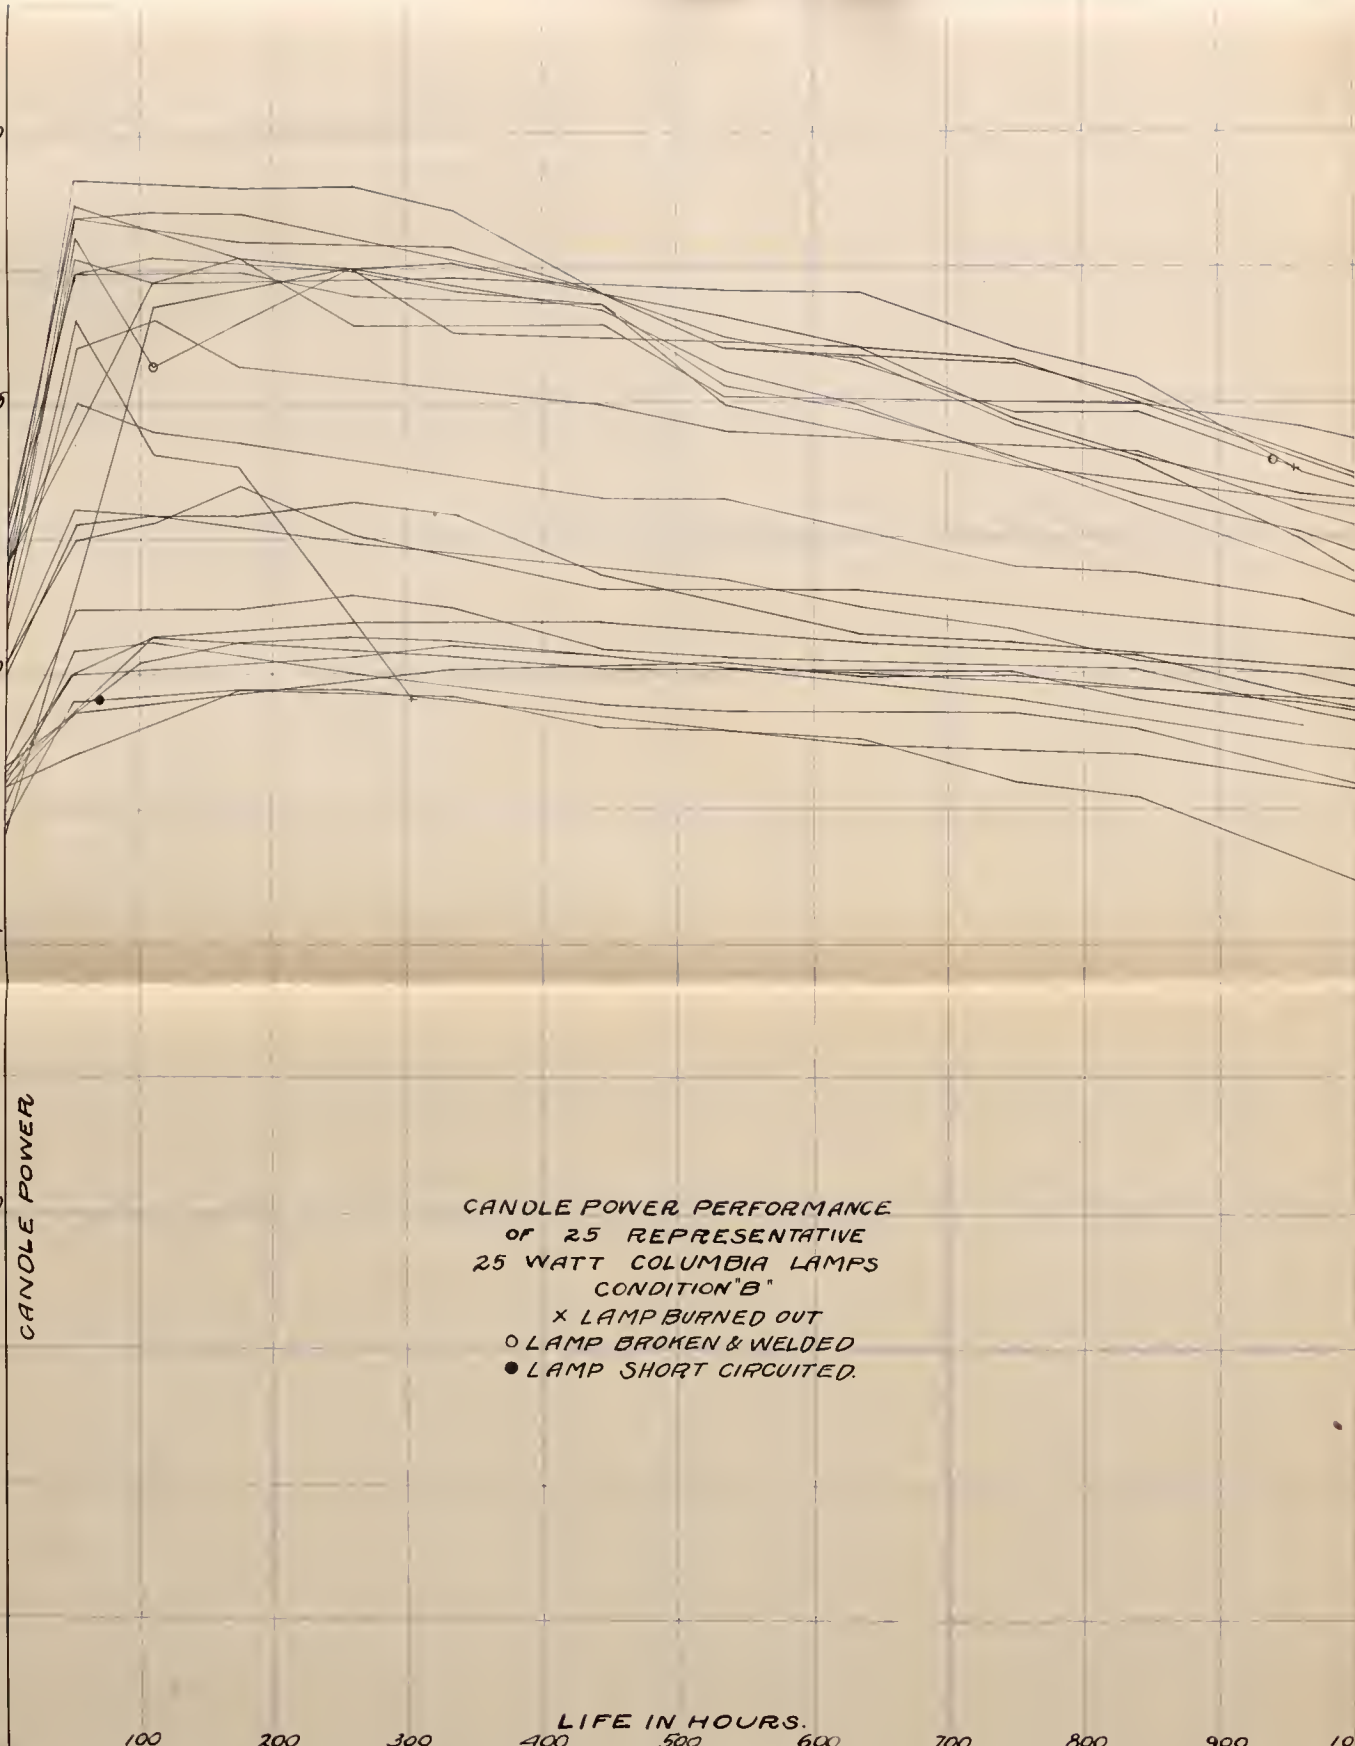 CANDLE POWER
CANDLE POWER PERFORMANCE
OF 25 REPRESENTATIVE
25 WATT COLUMBIA LAMPS
CONDITION "B"
X LAMP BURNED OUT
O LAMP BROKEN & WELDED
● LAMP SHORT CIRCUITED.
LIFE IN HOURS.
100 200 300 400 500 600 700 800 900